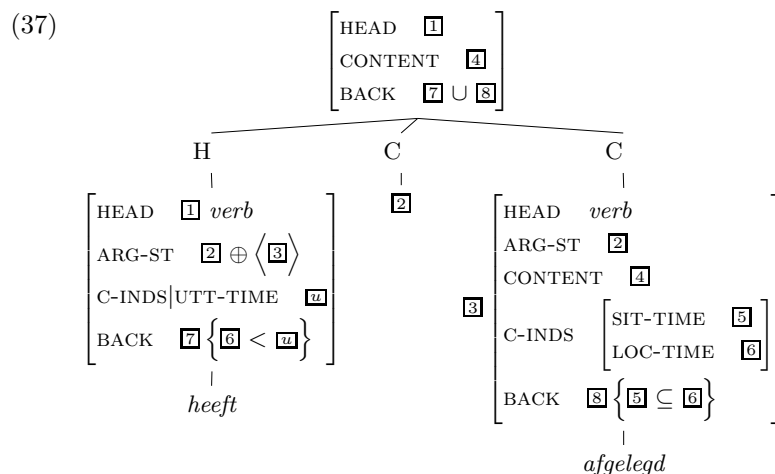 (37)
[HEAD [1]
CONTENT [4]
BACK [7] ∪ [8]]
H C C
[HEAD [1] verb
ARG-ST [2] ⊕ ⟨[3]⟩
C-INDS|UTT-TIME [u]
BACK [7] {[6] < [u]}]
heeft
[2]
[3] [HEAD verb
ARG-ST [2]
CONTENT [4]
C-INDS [SIT-TIME [5]
LOC-TIME [6]]
BACK [8] {[5] ⊆ [6]}]
afgelegd